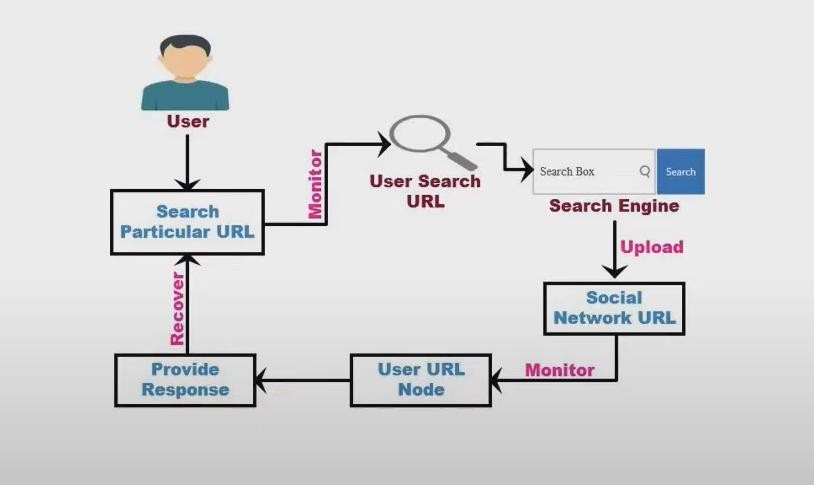 User
Search
Particular URL
Monitor
User Search
URL
Search Box
Search
Search Engine
Upload
Social
Network URL
Monitor
User URL
Node
Provide
Response
Recover